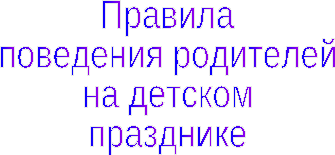 Правила
поведения родителей
на детском
празднике